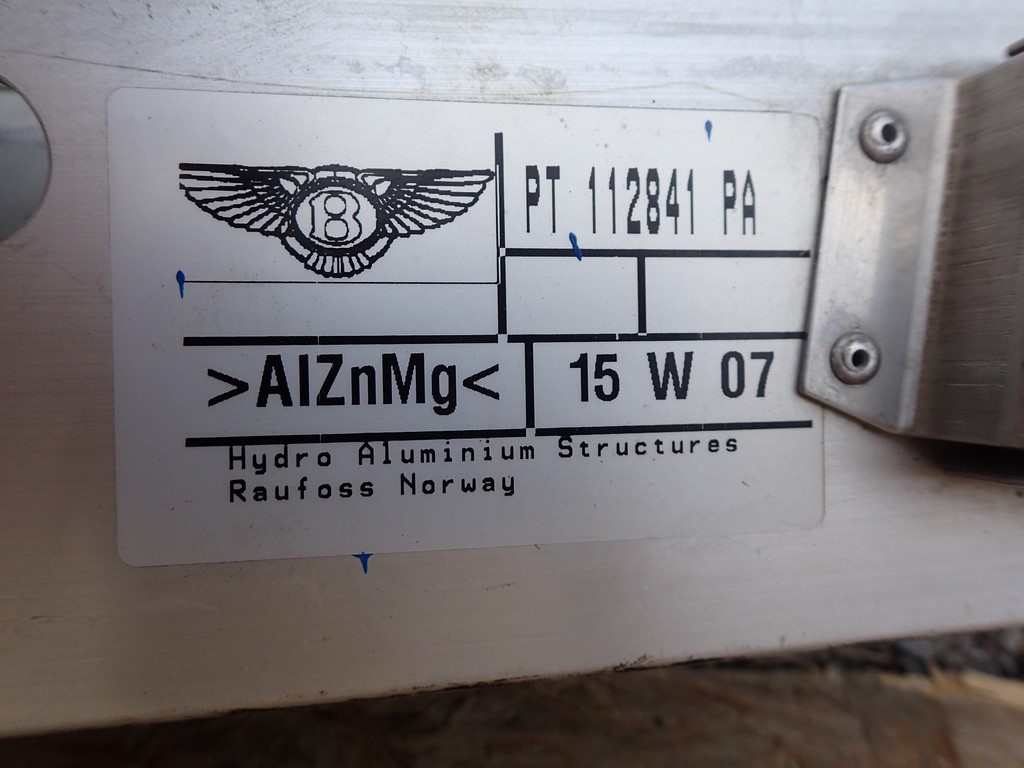 B
PT 112841 PA
>AlZnMg< 15 W 07
Hydro Aluminium Structures
Raufoss Norway